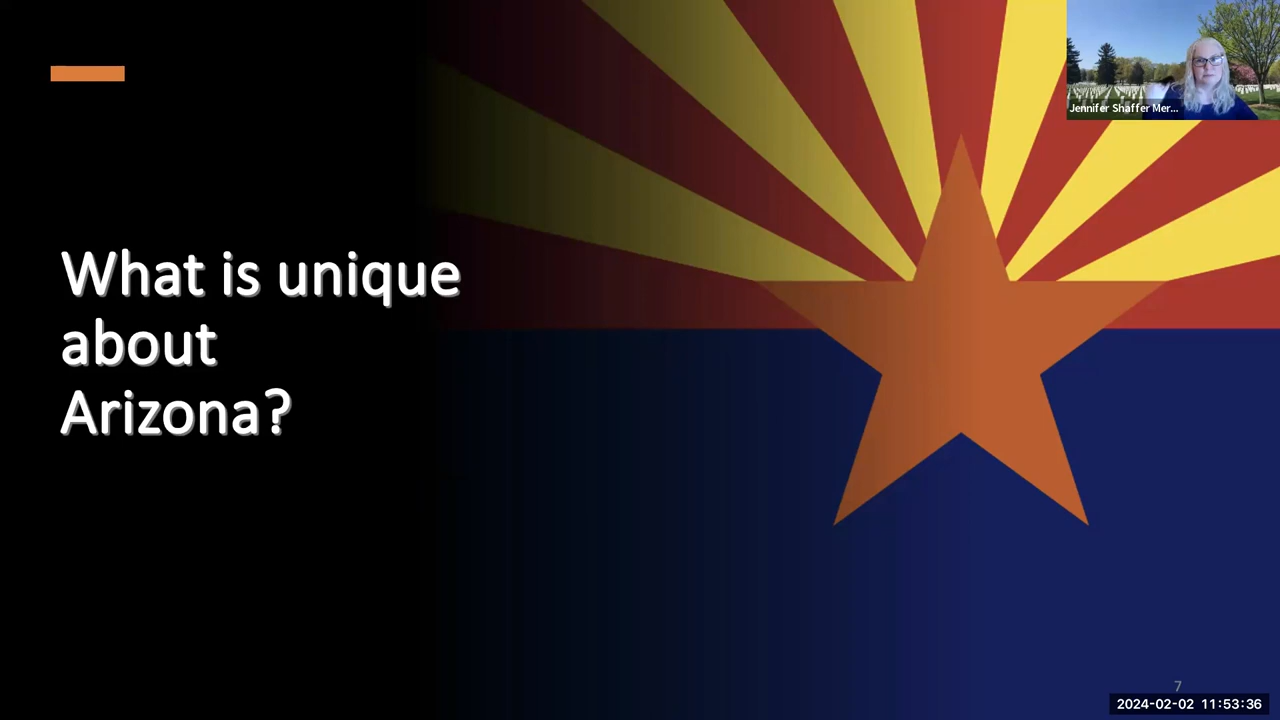 Jennifer Shaffer Mer...
What is unique
about
Arizona?
7
2024-02-02 11:53:36